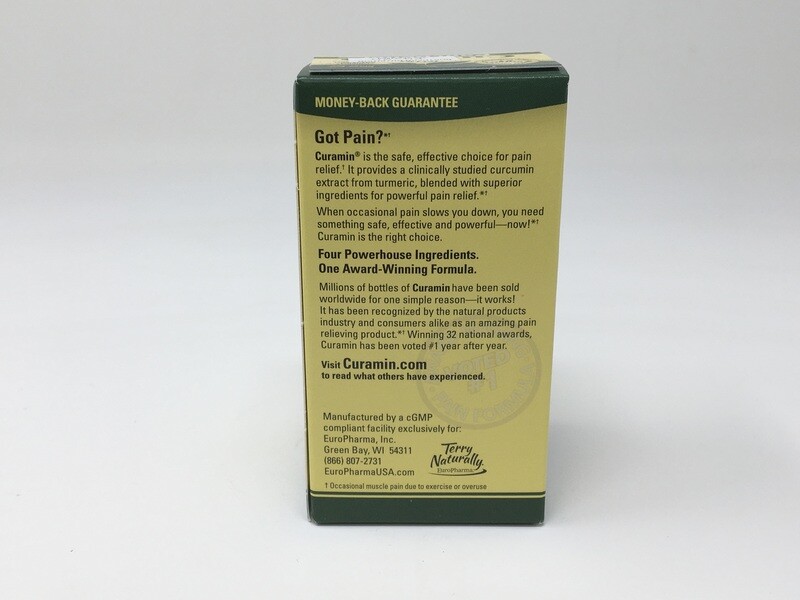 MONEY-BACK GUARANTEE
Got Pain?*†
Curamin® is the safe, effective choice for pain
relief.† It provides a clinically studied curcumin
extract from turmeric, blended with superior
ingredients for powerful pain relief.*†
When occasional pain slows you down, you need
something safe, effective and powerful—now!*†
Curamin is the right choice.
Four Powerhouse Ingredients.
One Award-Winning Formula.
Millions of bottles of Curamin have been sold
worldwide for one simple reason—it works!
It has been recognized by the natural products
industry and consumers alike as an amazing pain
relieving product.*† Winning 32 national awards,
Curamin has been voted #1 year after year.
VOTED
#1
PAIN FORMULA
Visit Curamin.com
to read what others have experienced.
Manufactured by a cGMP
compliant facility exclusively for:
EuroPharma, Inc.
Green Bay, WI 54311
(866) 807-2731
EuroPharmaUSA.com
Terry
Naturally®
EuroPharma
† Occasional muscle pain due to exercise or overuse